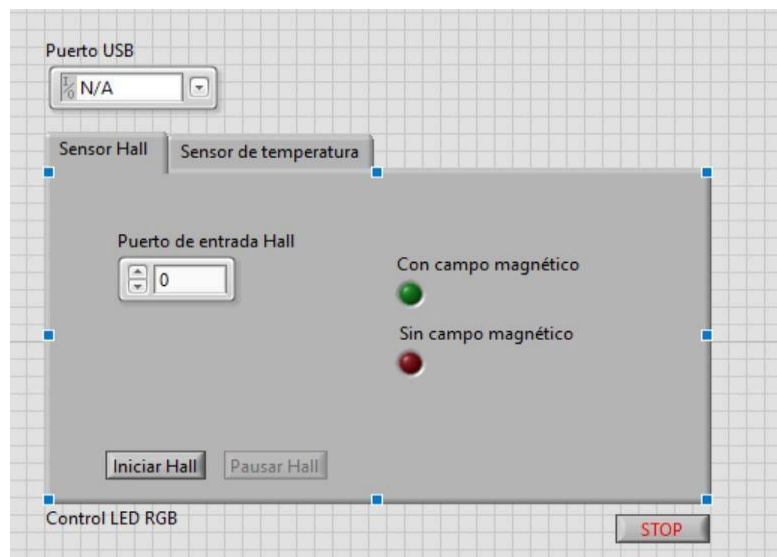 Puerto USB
I/O N/A
Sensor Hall
Sensor de temperatura
Puerto de entrada Hall
0
Con campo magnético
Sin campo magnético
Iniciar Hall
Pausar Hall
Control LED RGB
STOP